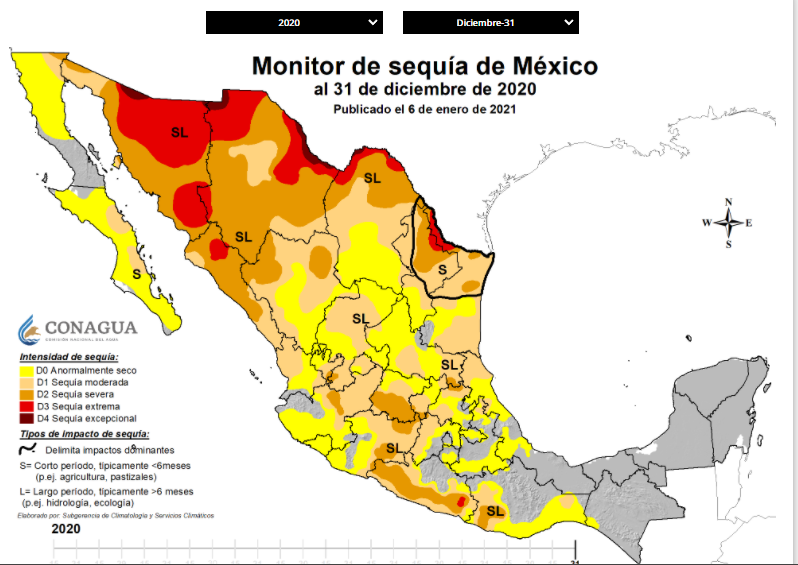 2020
Diciembre-31
Monitor de sequía de México
al 31 de diciembre de 2020
Publicado el 6 de enero de 2021
SL
SL
SL
N
W E
S
S
S
SL
SL
SL
SL
CONAGUA
COMISIÓN NACIONAL DEL AGUA
Intensidad de sequía:
D0 Anormalmente seco
D1 Sequía moderada
D2 Sequía severa
D3 Sequía extrema
D4 Sequía excepcional
Tipos de impacto de sequía:
Delimita impactos dominantes
S= Corto período, típicamente <6meses
(p.ej. agricultura, pastizales)
L= Largo período, típicamente >6 meses
(p.ej. hidrología, ecología)
Elaborado por: Subgerencia de Climatología y Servicios Climáticos
2020
31